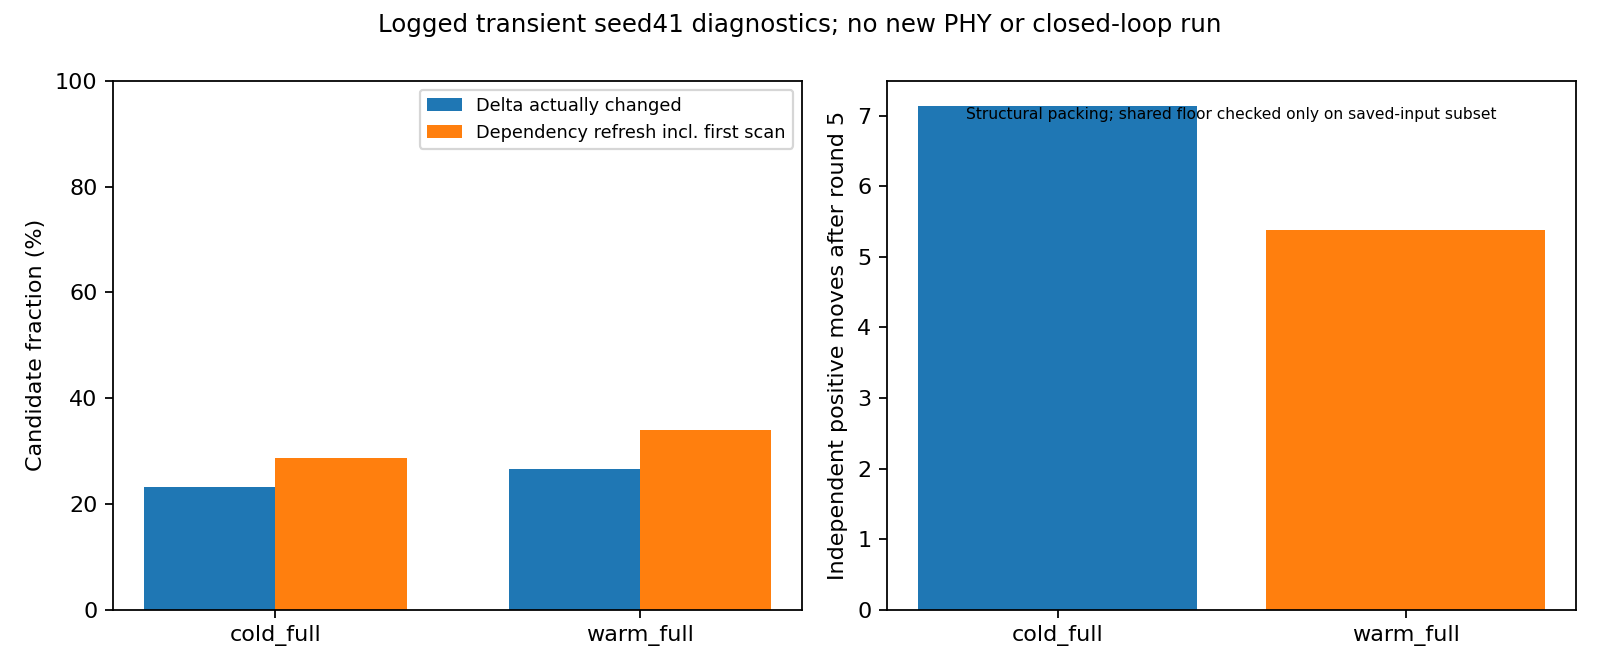 Logged transient seed41 diagnostics; no new PHY or closed-loop run
Candidate fraction (%)
100
80
60
40
20
0
Delta actually changed
Dependency refresh incl. first scan
cold_full
warm_full
Independent positive moves after round 5
7
6
5
4
3
2
1
0
Structural packing; shared floor checked only on saved-input subset
cold_full
warm_full